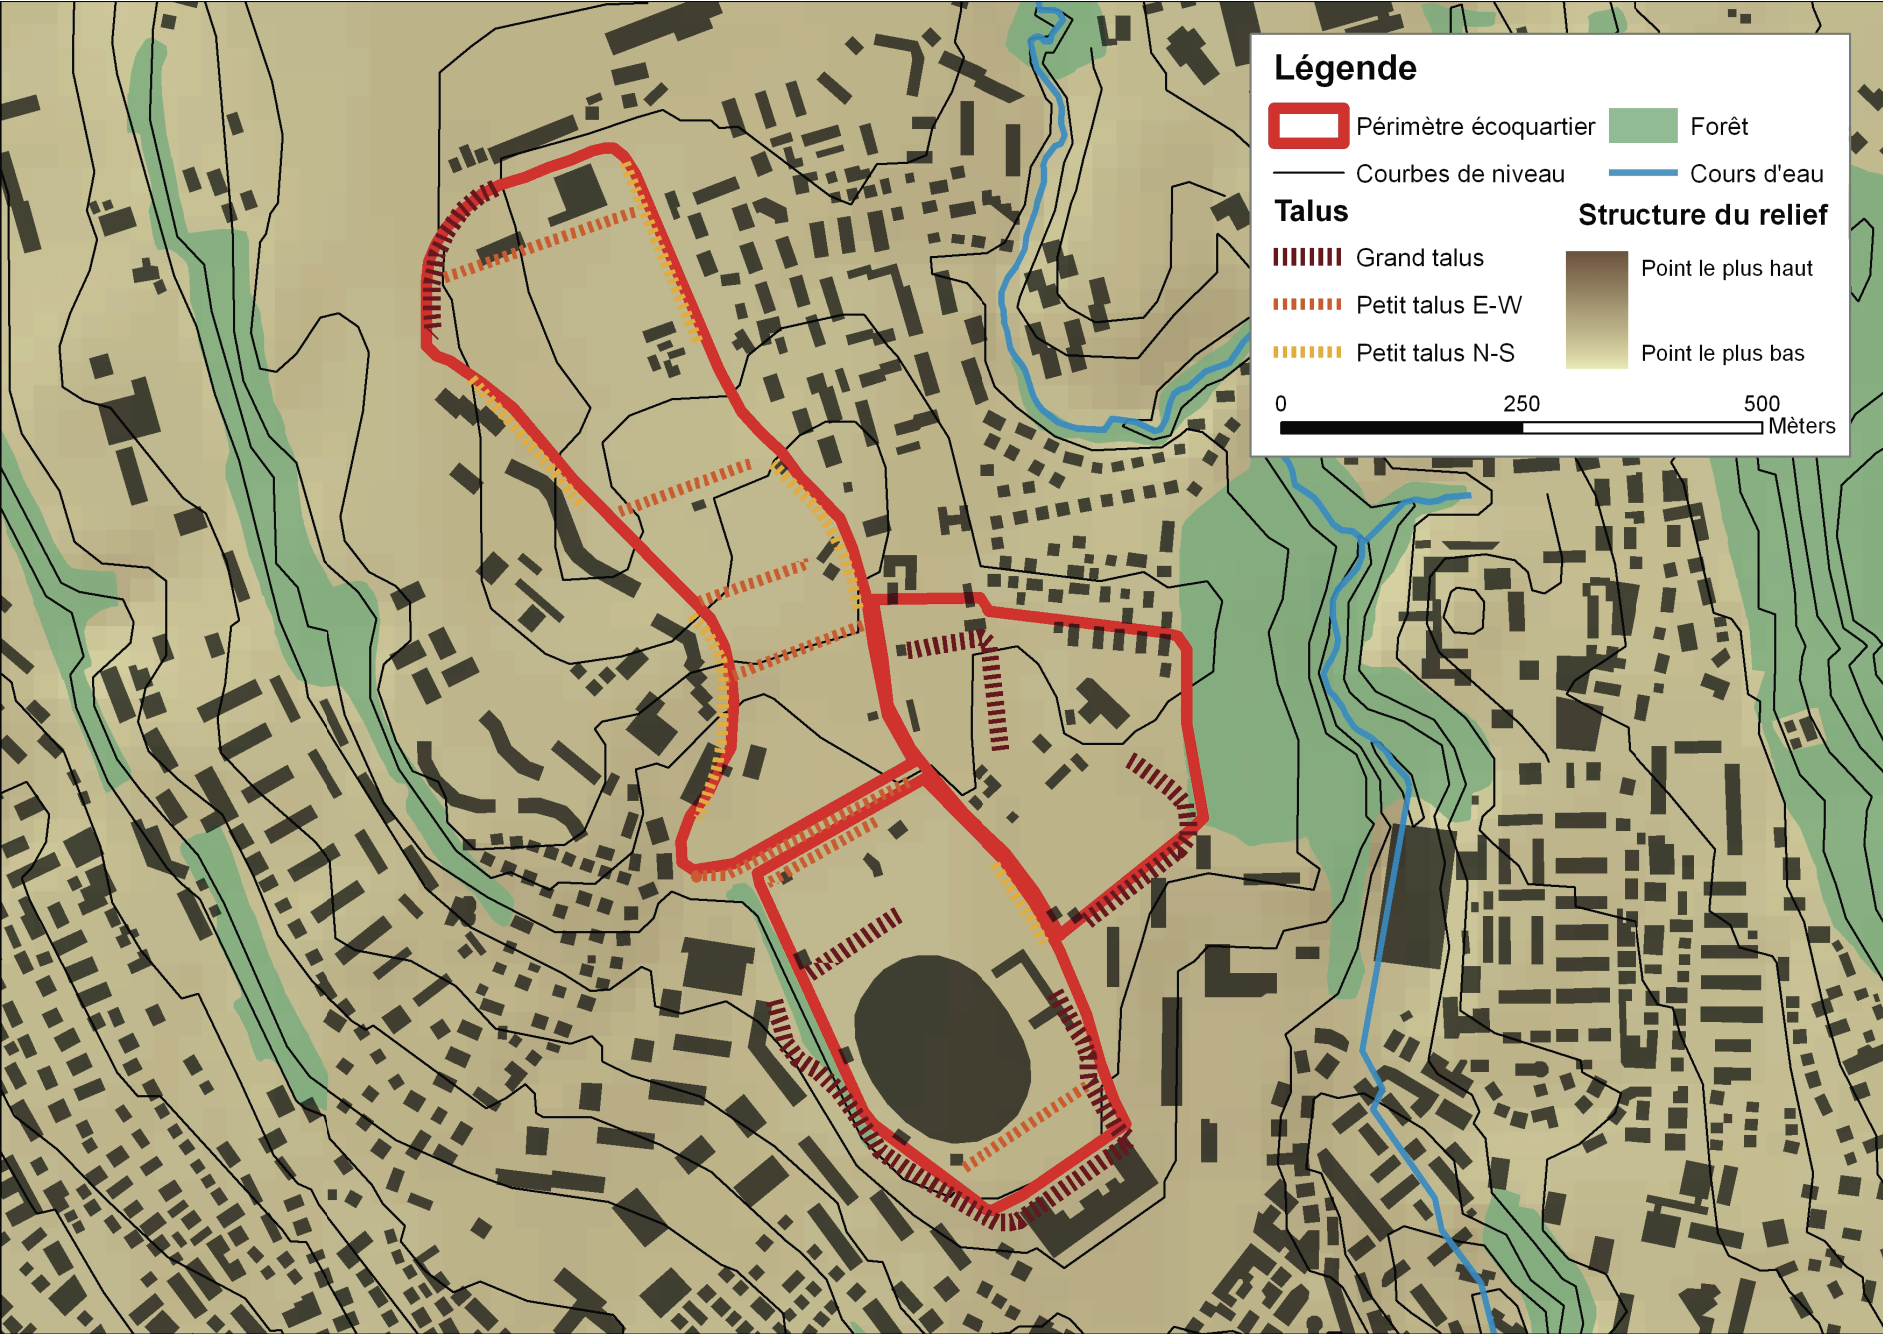 Légende
Périmètre écoquartier
Forêt
Courbes de niveau
Cours d'eau
Talus
Structure du relief
Grand talus
Point le plus haut
Petit talus E-W
Petit talus N-S
Point le plus bas
0 250 500
Mèters